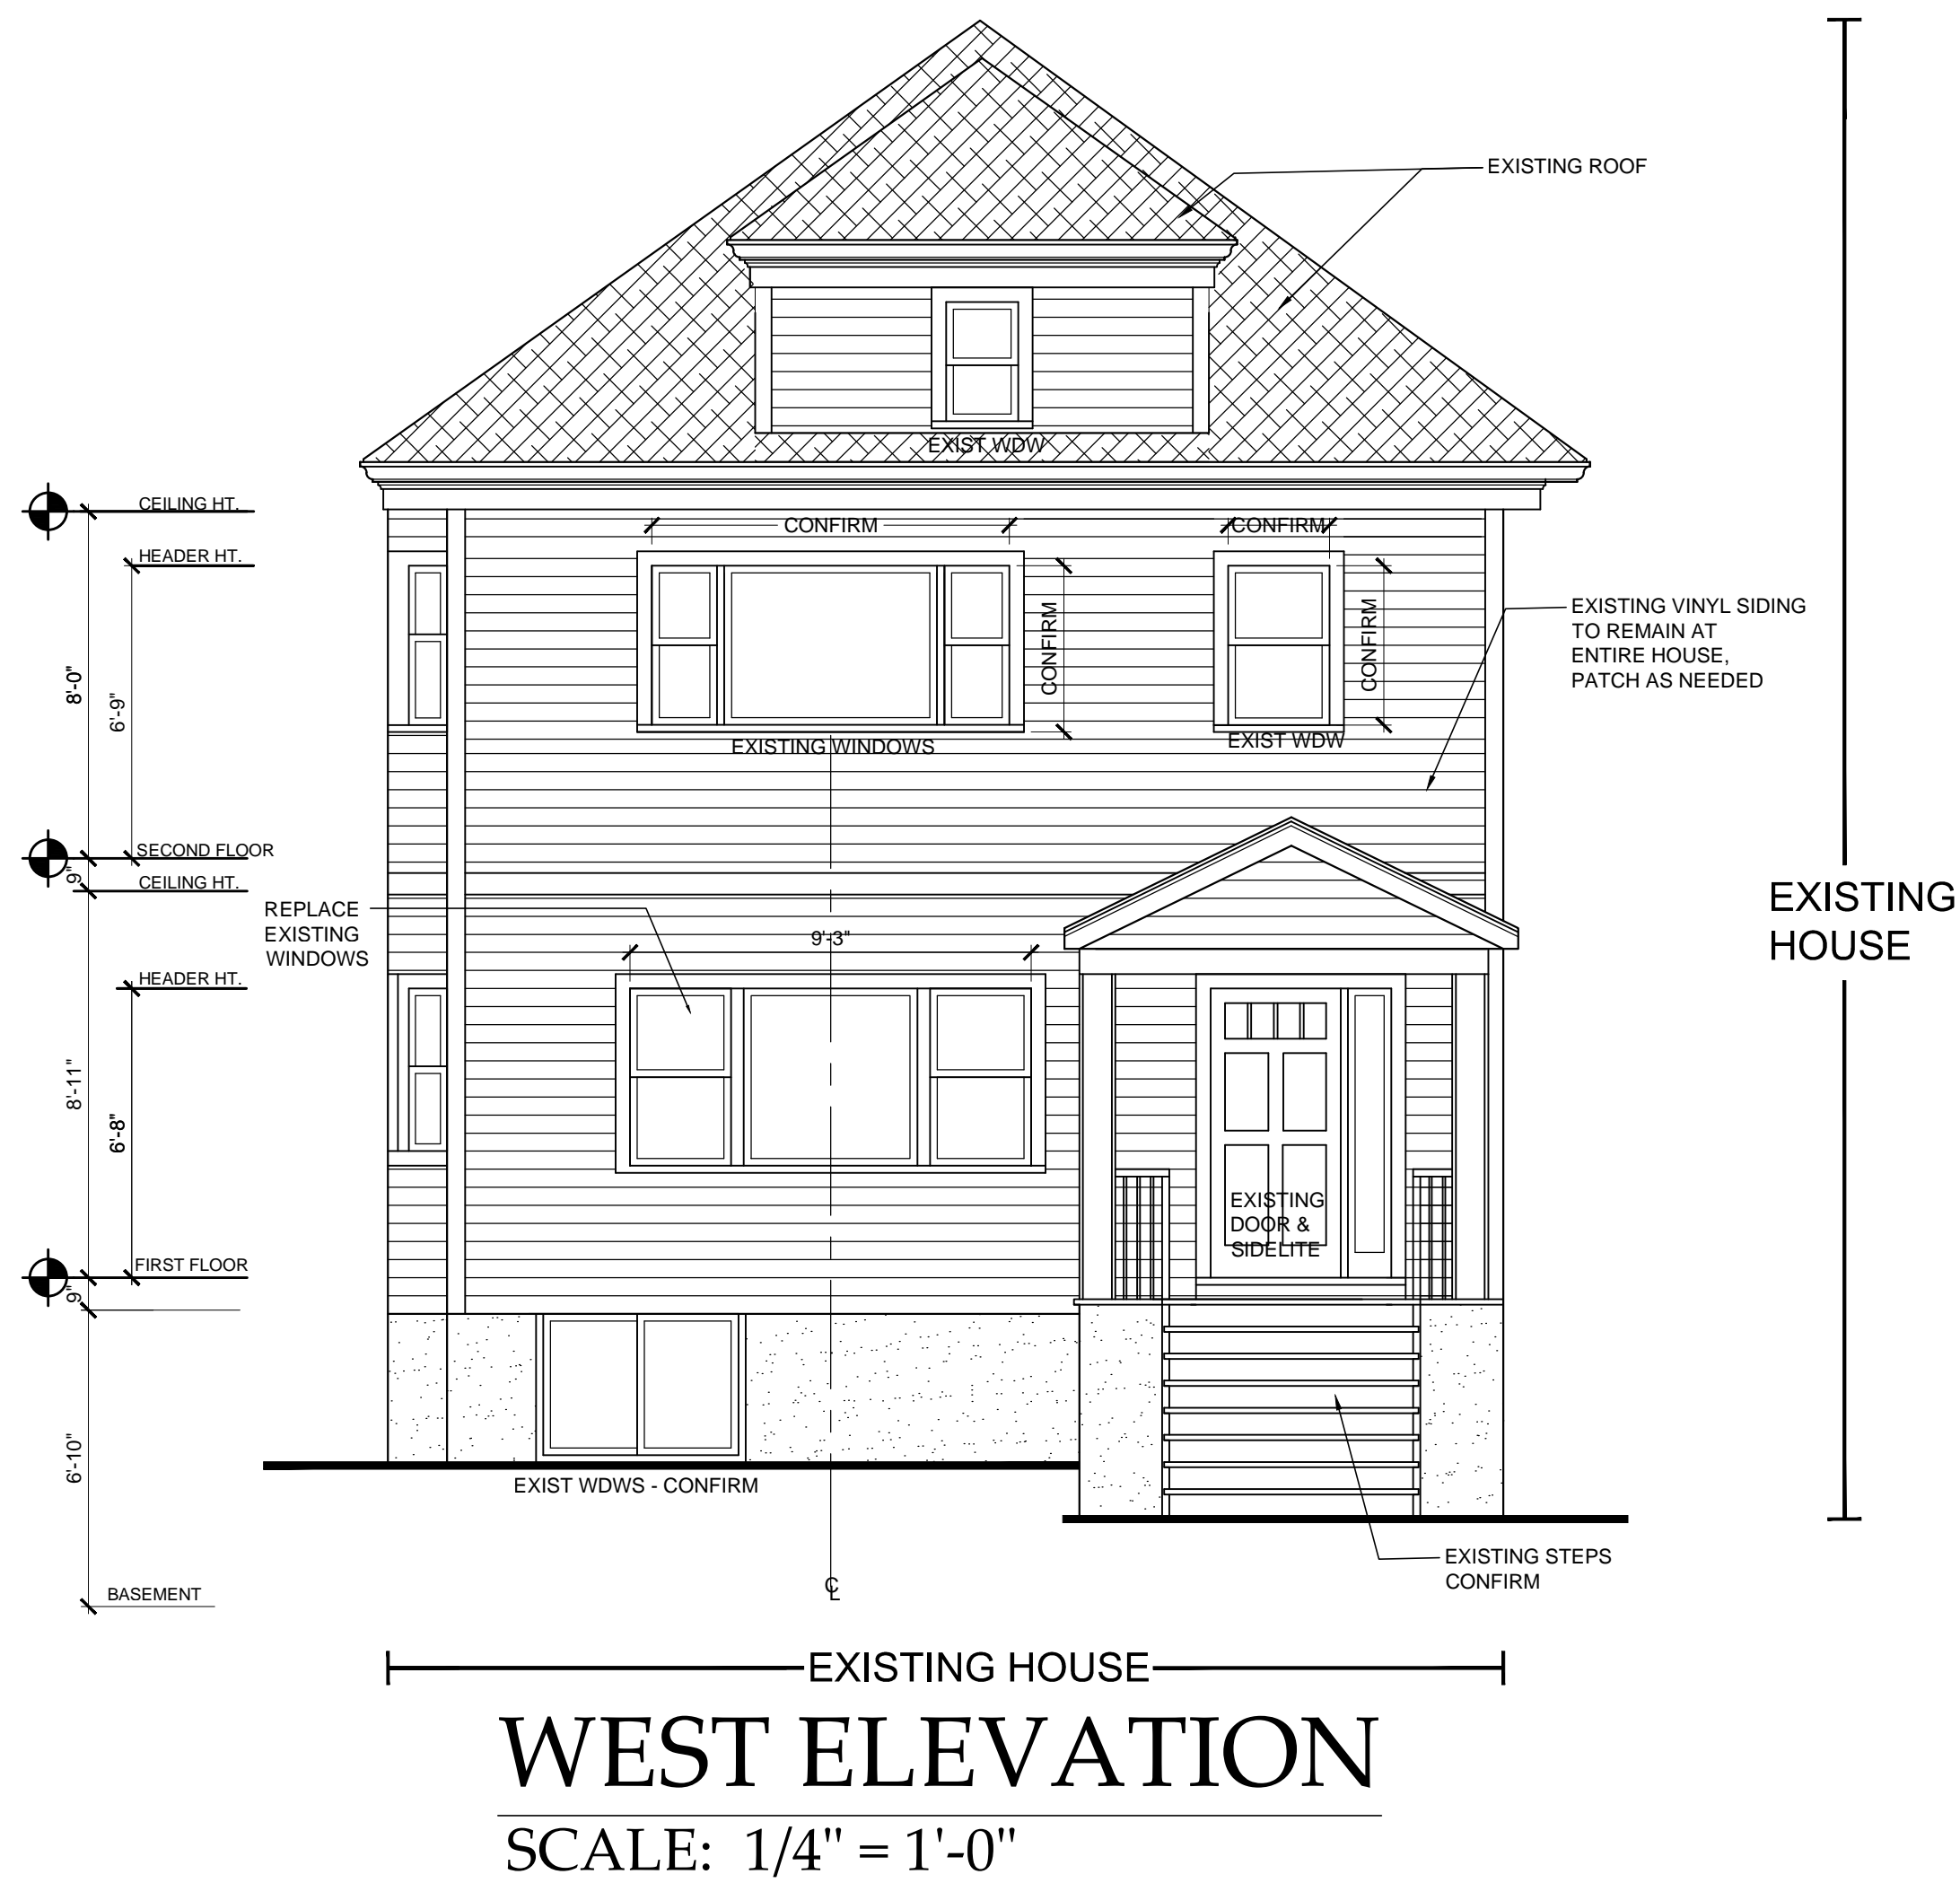 EXISTING ROOF
EXIST WDW
CEILING HT.
CONFIRM
CONFIRM
HEADER HT.
CONFIRM
CONFIRM
EXISTING VINYL SIDING
TO REMAIN AT
ENTIRE HOUSE,
PATCH AS NEEDED
8'-0"
6'-9"
EXISTING WINDOWS
EXIST WDW
SECOND FLOOR
9"
CEILING HT.
EXISTING
HOUSE
REPLACE
EXISTING
WINDOWS
9'-3"
HEADER HT.
8'-11"
6'-8"
EXISTING
DOOR &
SIDELITE
FIRST FLOOR
9"
6'-10"
EXIST WDWS - CONFIRM
EXISTING STEPS
CONFIRM
BASEMENT
CL
EXISTING HOUSE
WEST ELEVATION
SCALE: 1/4" = 1'-0"